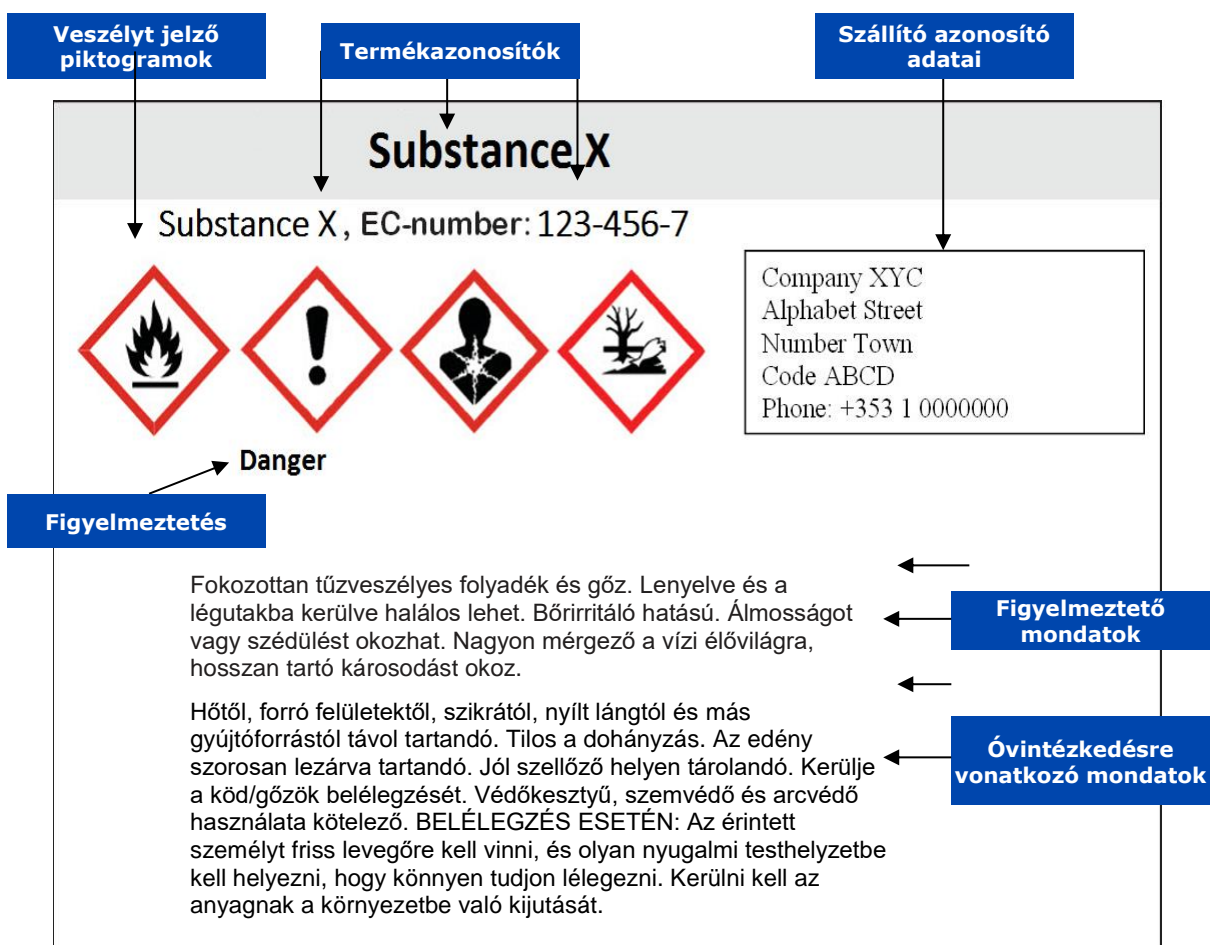 Veszélyt jelző
piktogramok
Termékazonosítók
Szállító azonosító
adatai
Substance X
Substance X, EC-number: 123-456-7
Company XYC
Alphabet Street
Number Town
Code ABCD
Phone: +353 1 0000000
Danger
Figyelmeztetés
Fokozottan tűzveszélyes folyadék és gőz. Lenyelve és a
légutakba kerülve halálos lehet. Bőrirritáló hatású. Álmosságot
vagy szédülést okozhat. Nagyon mérgező a vízi élővilágra,
hosszan tartó károsodást okoz.
Figyelmeztető
mondatok
Hőtől, forró felületektől, szikrától, nyílt lángtól és más
gyújtóforrástól távol tartandó. Tilos a dohányzás. Az edény
szorosan lezárva tartandó. Jól szellőző helyen tárolandó. Kerülje
a köd/gőzök belélegzését. Védőkesztyű, szemvédő és arcvédő
használata kötelező. BELÉLEGZÉS ESETÉN: Az érintett
személyt friss levegőre kell vinni, és olyan nyugalmi testhelyzetbe
kell helyezni, hogy könnyen tudjon lélegezni. Kerülni kell az
anyagnak a környezetbe való kijutását.
Óvintézkedésre
vonatkozó mondatok